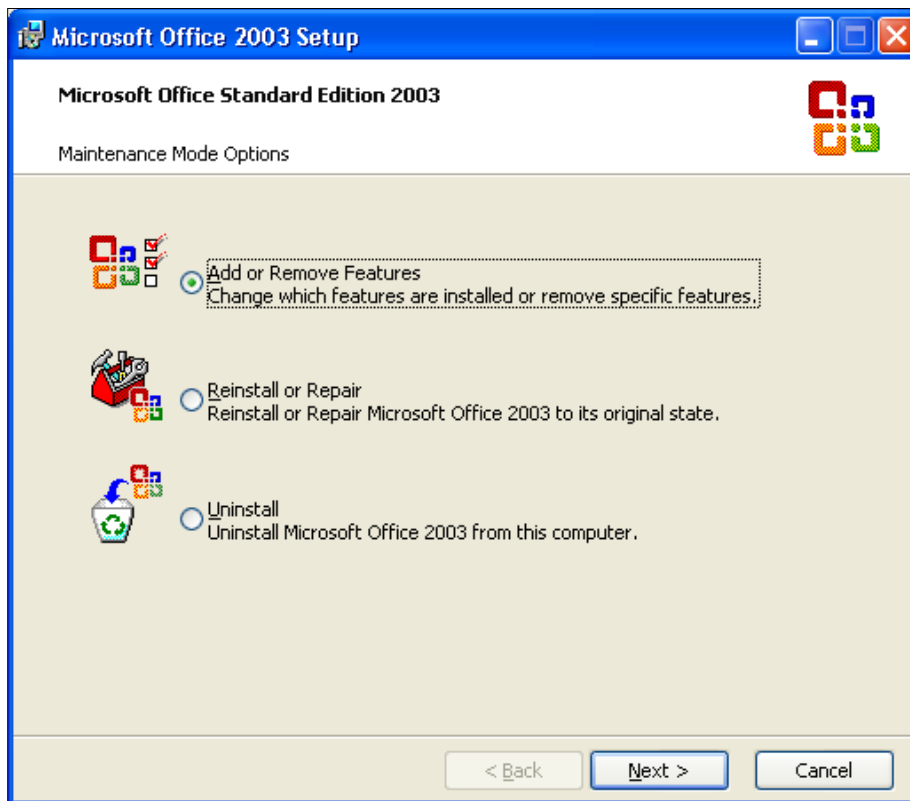 Microsoft Office 2003 Setup
Microsoft Office Standard Edition 2003
Maintenance Mode Options
Add or Remove Features
Change which features are installed or remove specific features.
Reinstall or Repair
Reinstall or Repair Microsoft Office 2003 to its original state.
Uninstall
Uninstall Microsoft Office 2003 from this computer.
< Back
Next >
Cancel